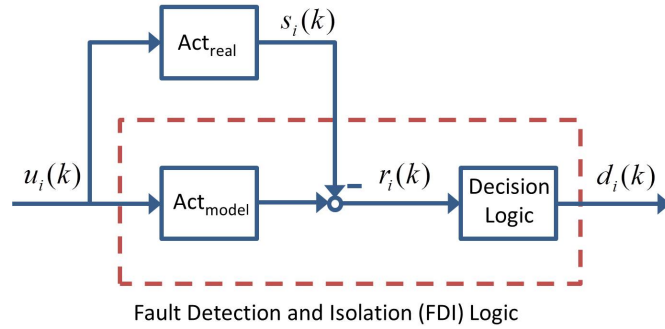 Act_real
s_i(k)
u_i(k)
Act_model
−
r_i(k)
Decision
Logic
d_i(k)
Fault Detection and Isolation (FDI) Logic